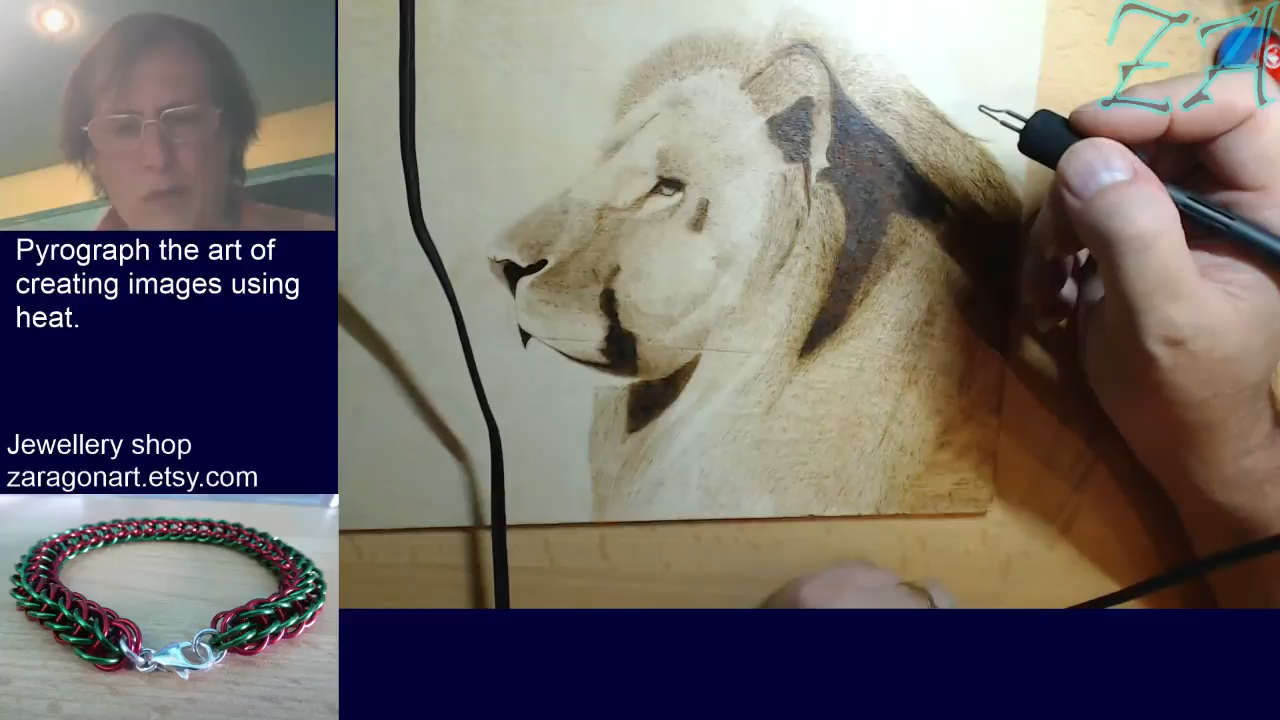 ZA
Pyrograph the art of
creating images using
heat.
Jewellery shop
zaragonart.etsy.com